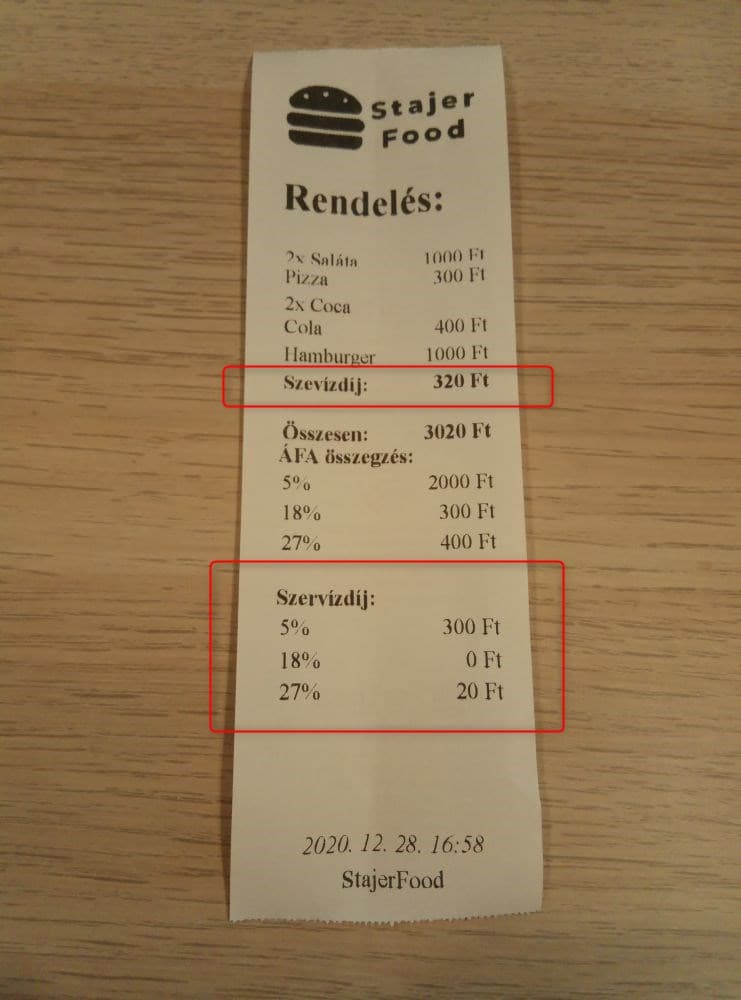 Stajer
Food
Rendelés:
2x Saláta 1000 Ft
Pizza 300 Ft
2x Coca
Cola 400 Ft
Hamburger 1000 Ft
Szevízdíj: 320 Ft
Összesen: 3020 Ft
ÁFA összegzés:
5% 2000 Ft
18% 300 Ft
27% 400 Ft
Szervízdíj:
5% 300 Ft
18% 0 Ft
27% 20 Ft
2020. 12. 28. 16:58
StajerFood